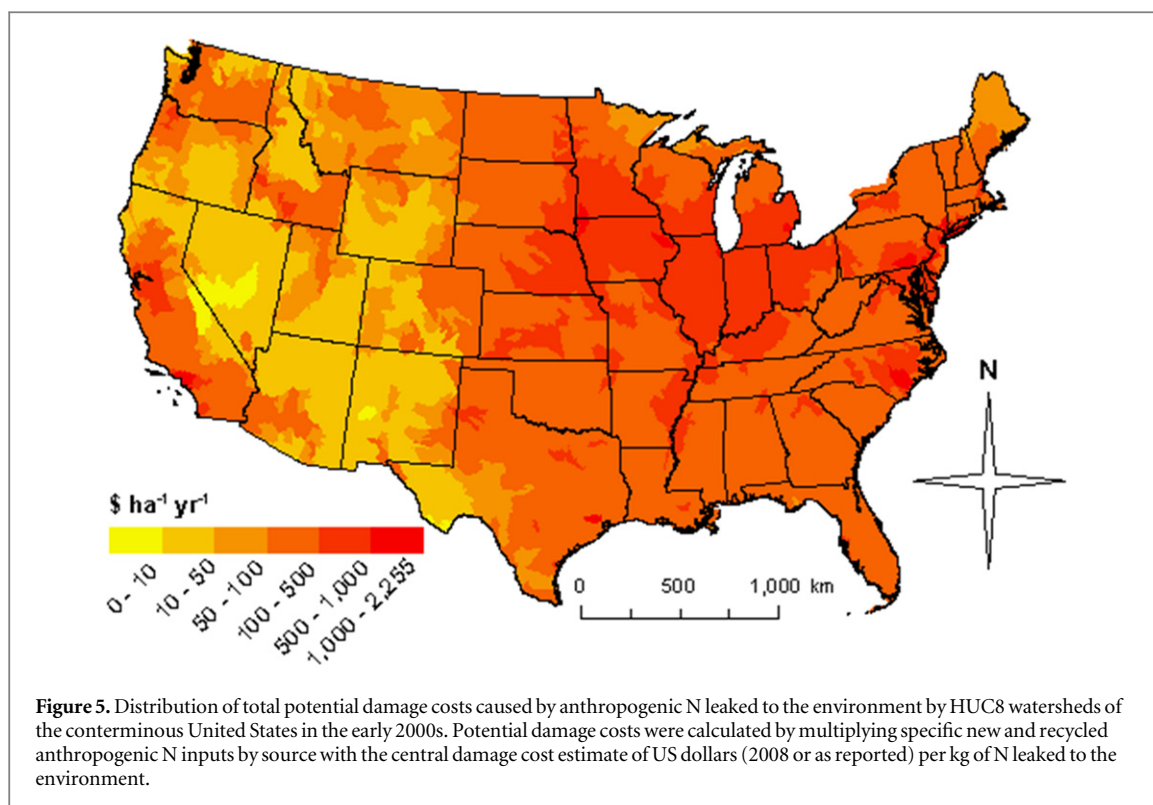 N
$ ha⁻¹ yr⁻¹
0 - 10
10 - 50
50 - 100
100 - 500
500 - 1,000
1,000 - 2,255
0 500 1,000 km
Figure 5. Distribution of total potential damage costs caused by anthropogenic N leaked to the environment by HUC8 watersheds of
the conterminous United States in the early 2000s. Potential damage costs were calculated by multiplying specific new and recycled
anthropogenic N inputs by source with the central damage cost estimate of US dollars (2008 or as reported) per kg of N leaked to the
environment.